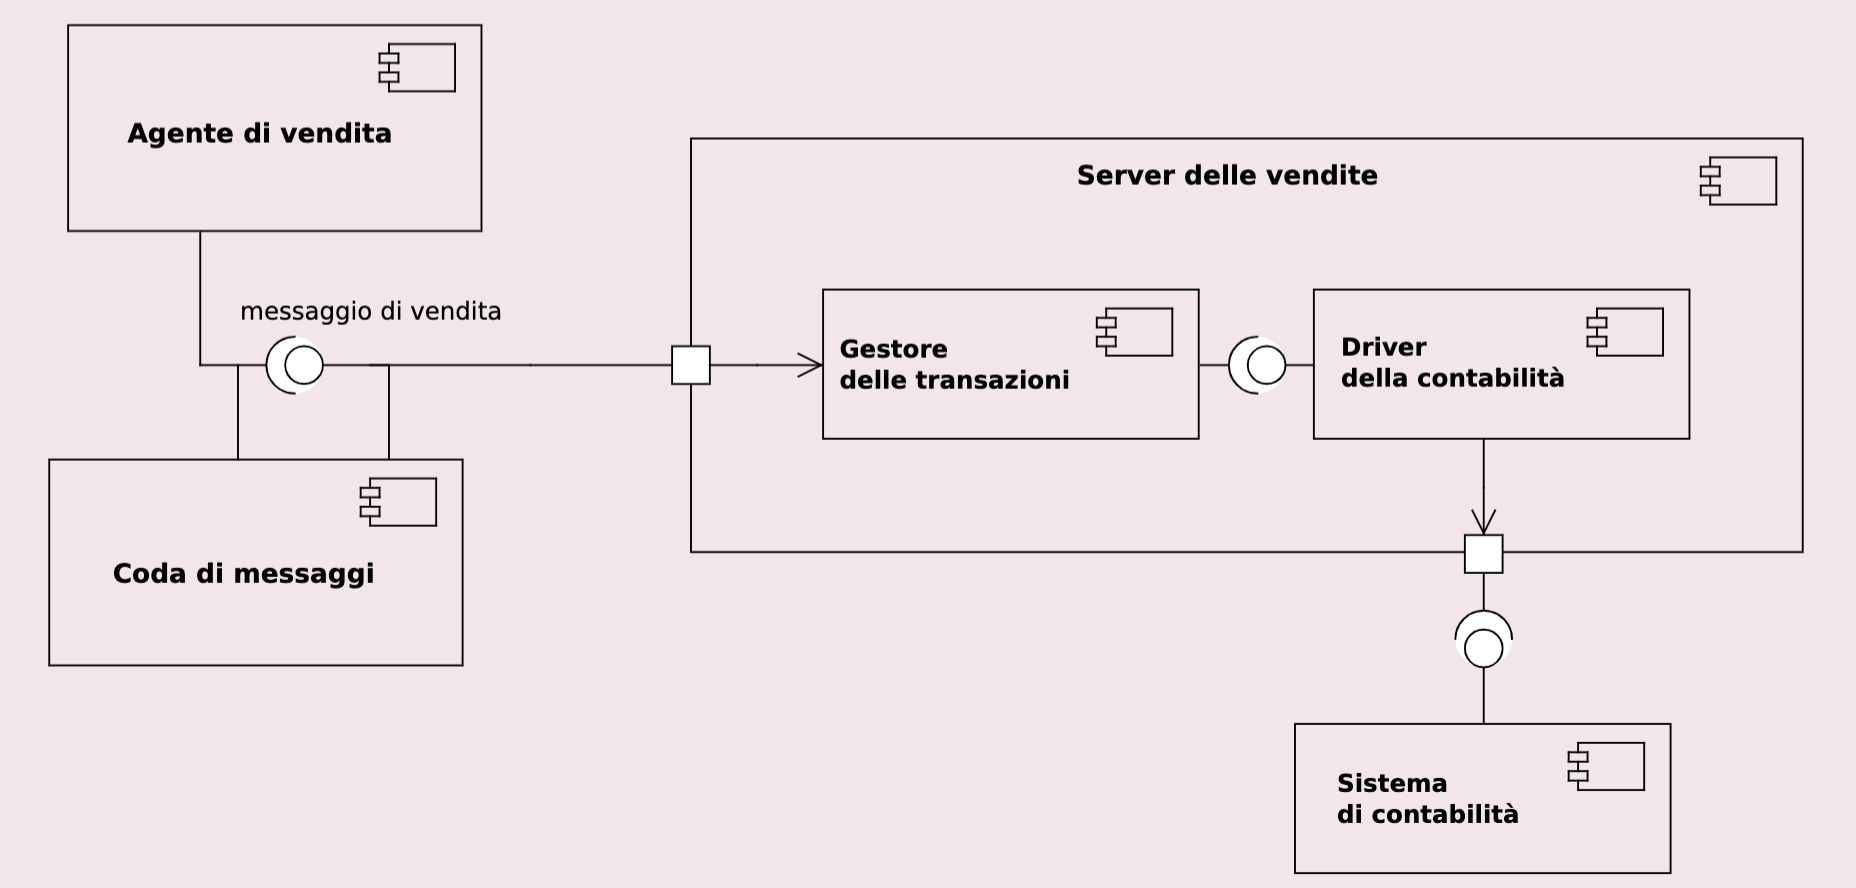 Agente di vendita
Server delle vendite
messaggio di vendita
Gestore
delle transazioni
Driver
della contabilità
Coda di messaggi
Sistema
di contabilità